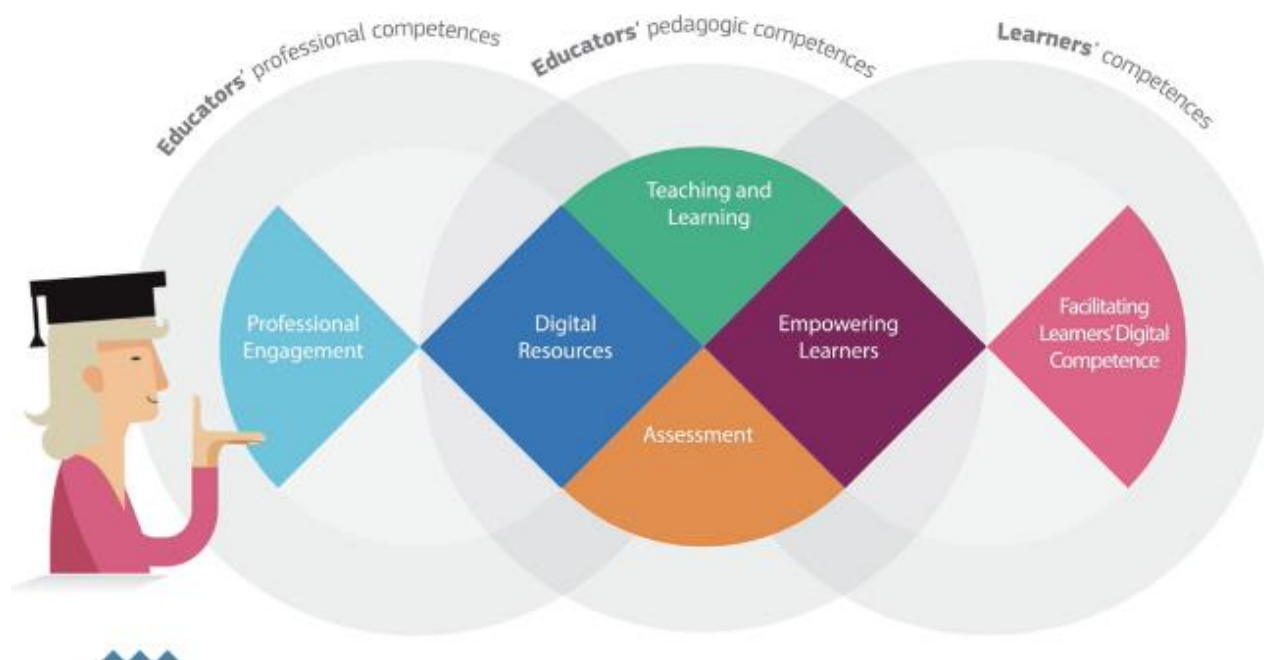 Educators' professional competences
Educators' pedagogic competences
Learners' competences
Teaching and
Learning
Professional
Engagement
Digital
Resources
Empowering
Learners
Facilitating
Learners' Digital
Competence
Assessment